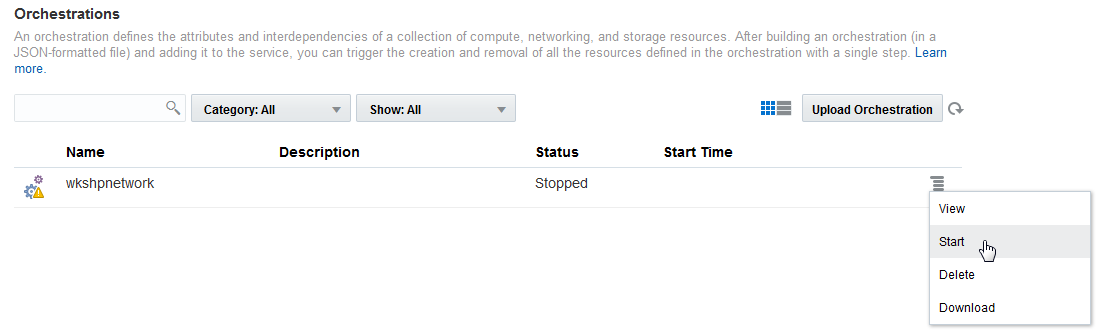 Orchestrations
An orchestration defines the attributes and interdependencies of a collection of compute, networking, and storage resources. After building an orchestration (in a
JSON-formatted file) and adding it to the service, you can trigger the creation and removal of all the resources defined in the orchestration with a single step. Learn
more.
Category: All Show: All Upload Orchestration
Name Description Status Start Time
wkshpnetwork Stopped
View
Start
Delete
Download